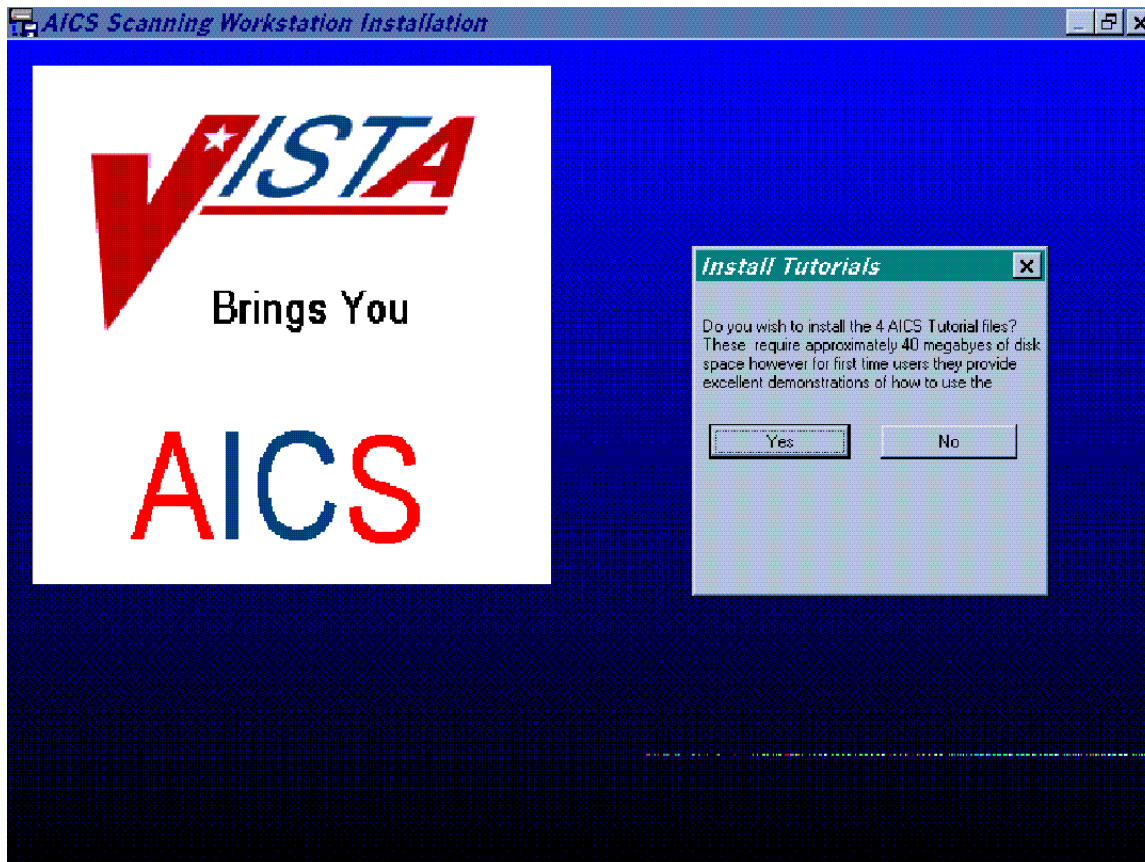 AICS Scanning Workstation Installation
VISTA
Brings You
AICS
Install Tutorials
Do you wish to install the 4 AICS Tutorial files?
These require approximately 40 megabyes of disk
space however for first time users they provide
excellent demonstrations of how to use the
Yes
No